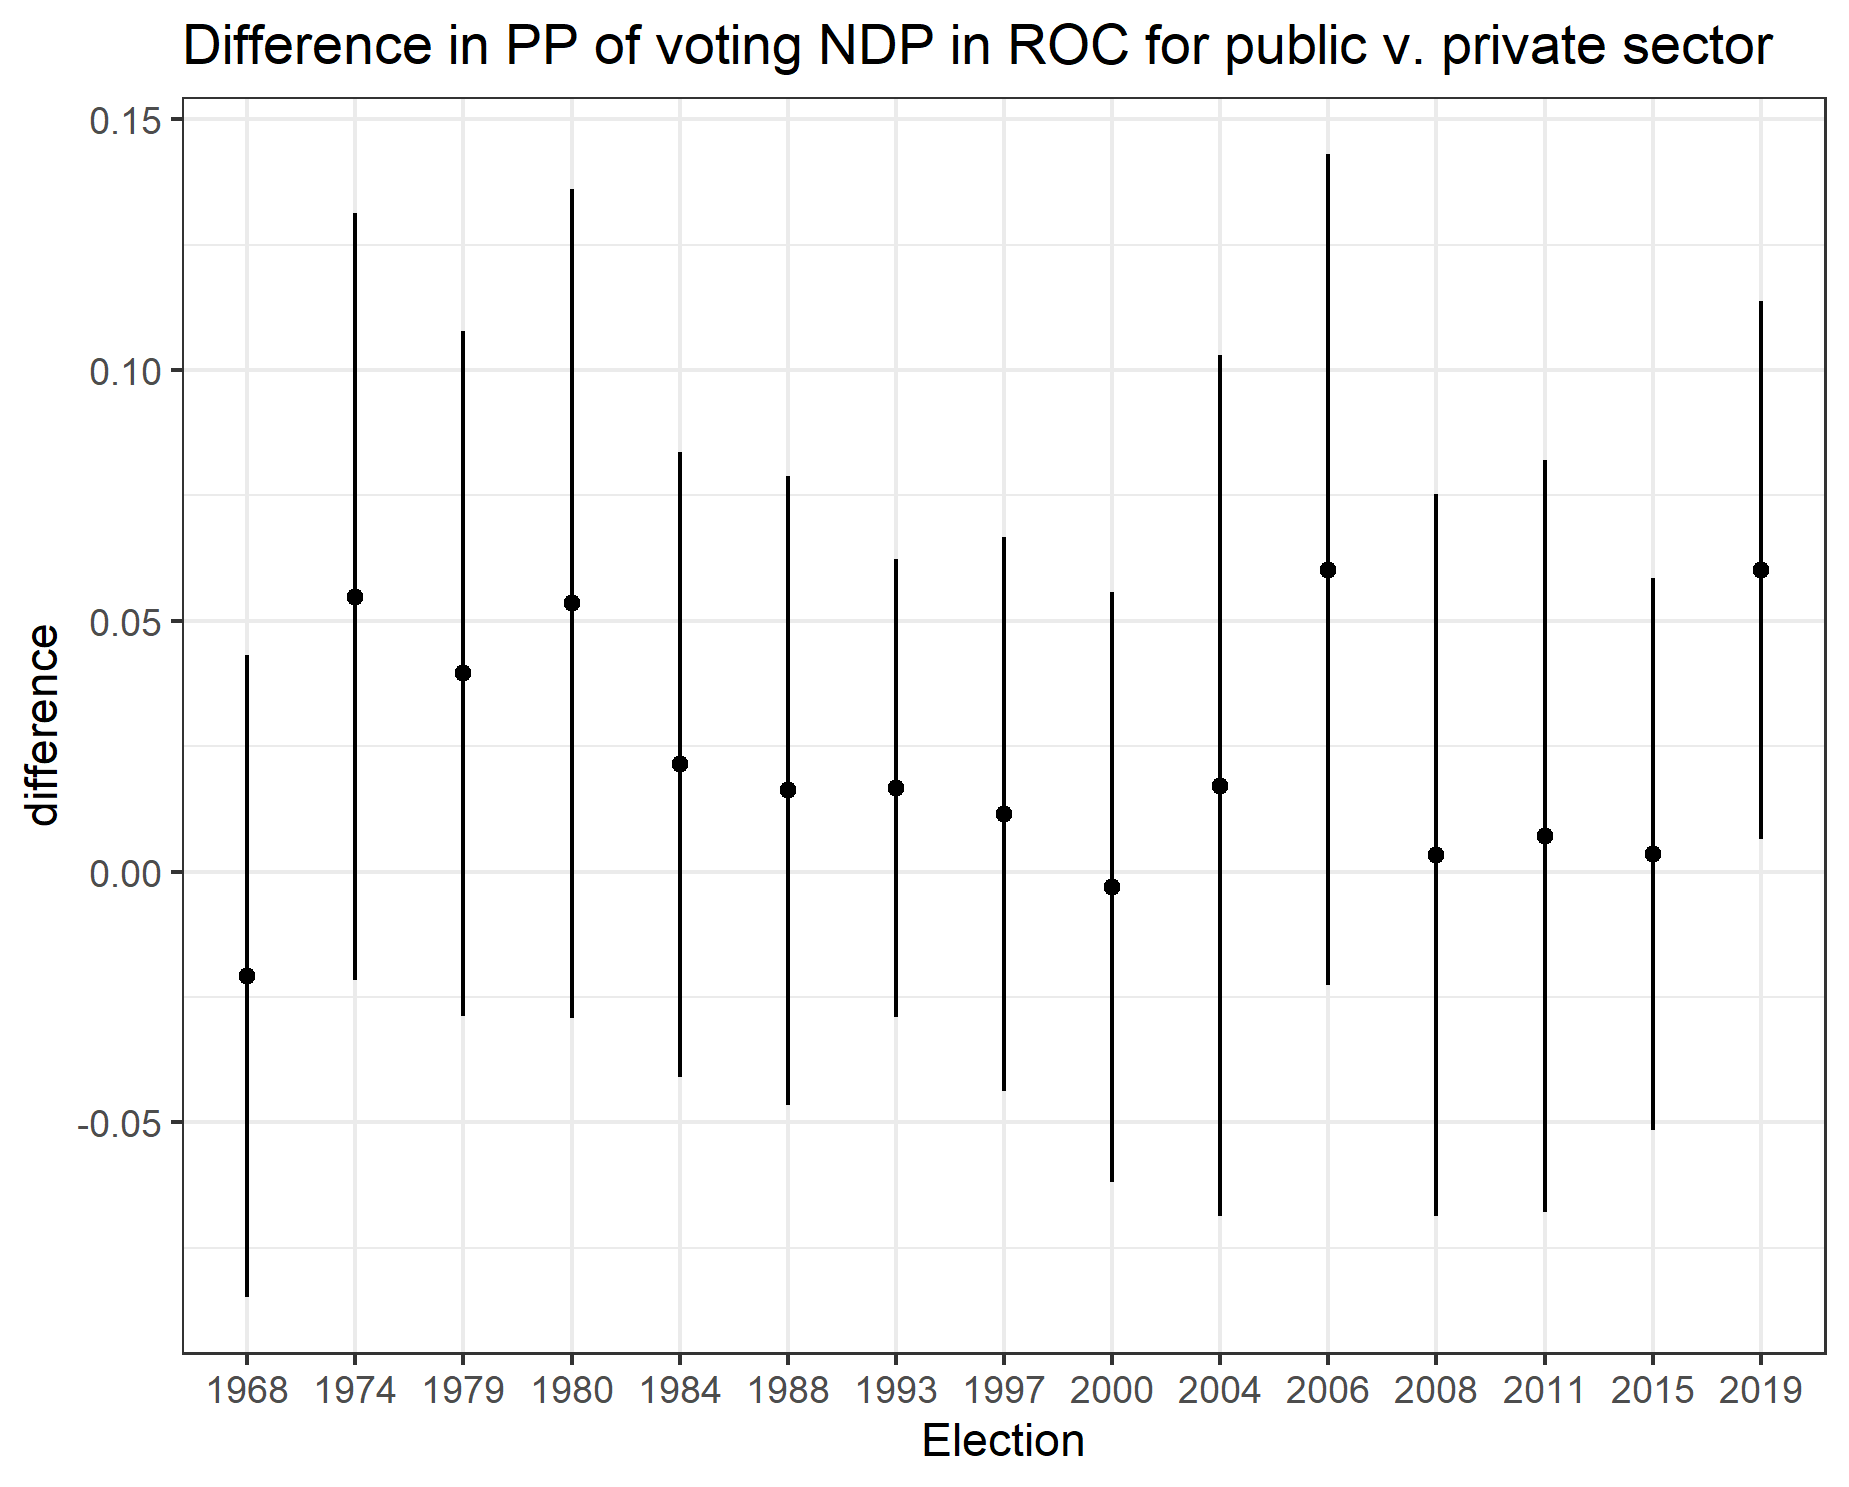 Difference in PP of voting NDP in ROC for public v. private sector
0.15
0.10
0.05
0.00
-0.05
difference
1968 1974 1979 1980 1984 1988 1993 1997 2000 2004 2006 2008 2011 2015 2019
Election